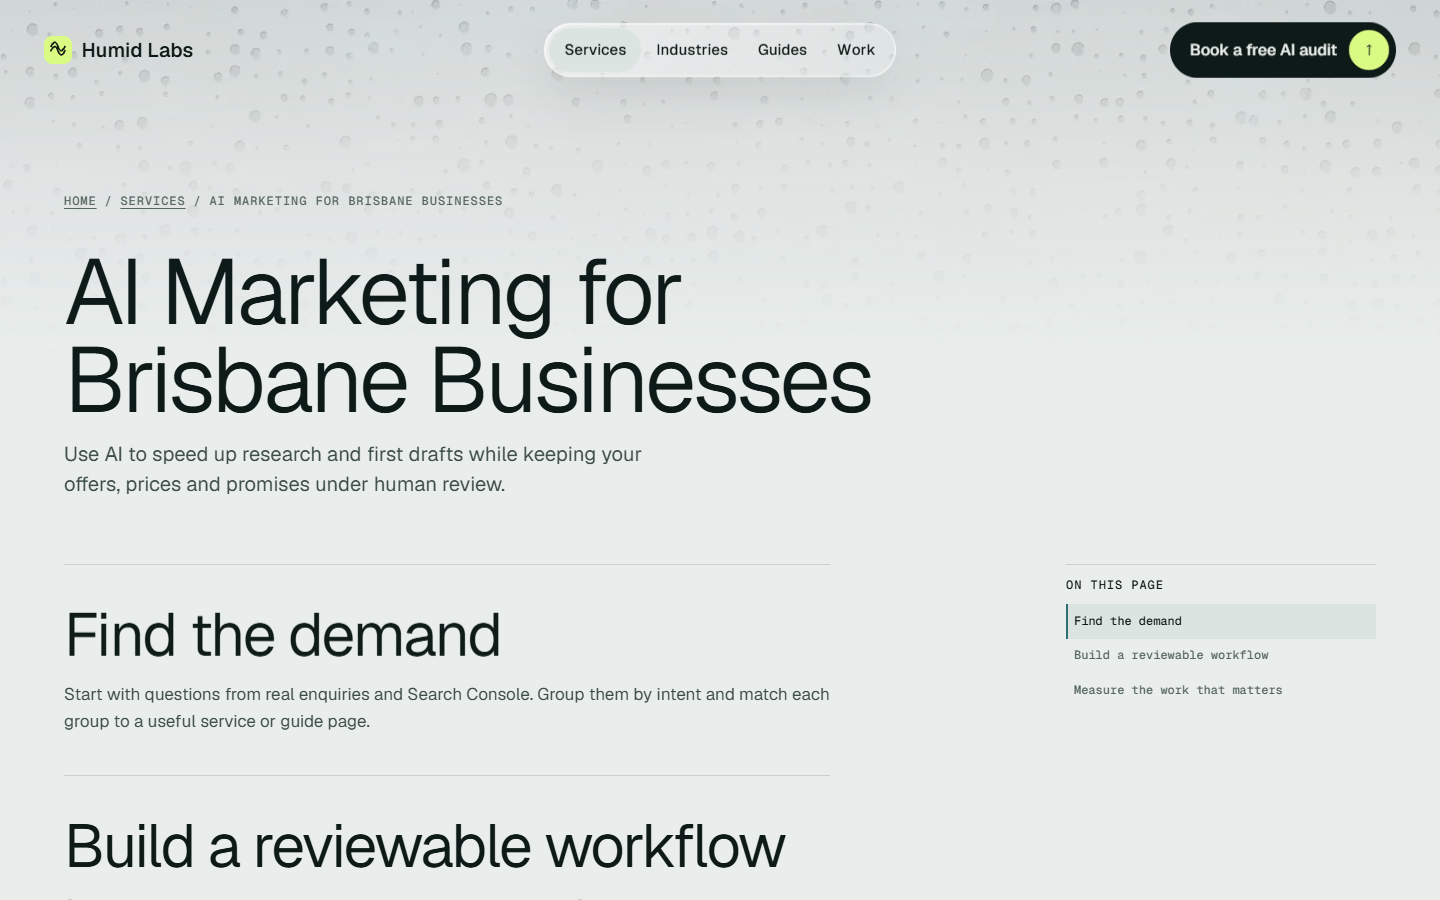 Humid Labs
Services
Industries
Guides
Work
Book a free AI audit ↑
HOME / SERVICES / AI MARKETING FOR BRISBANE BUSINESSES
AI Marketing for
Brisbane Businesses
Use AI to speed up research and first drafts while keeping your
offers, prices and promises under human review.
Find the demand
Start with questions from real enquiries and Search Console. Group them by intent and match each
group to a useful service or guide page.
Build a reviewable workflow
ON THIS PAGE
Find the demand
Build a reviewable workflow
Measure the work that matters